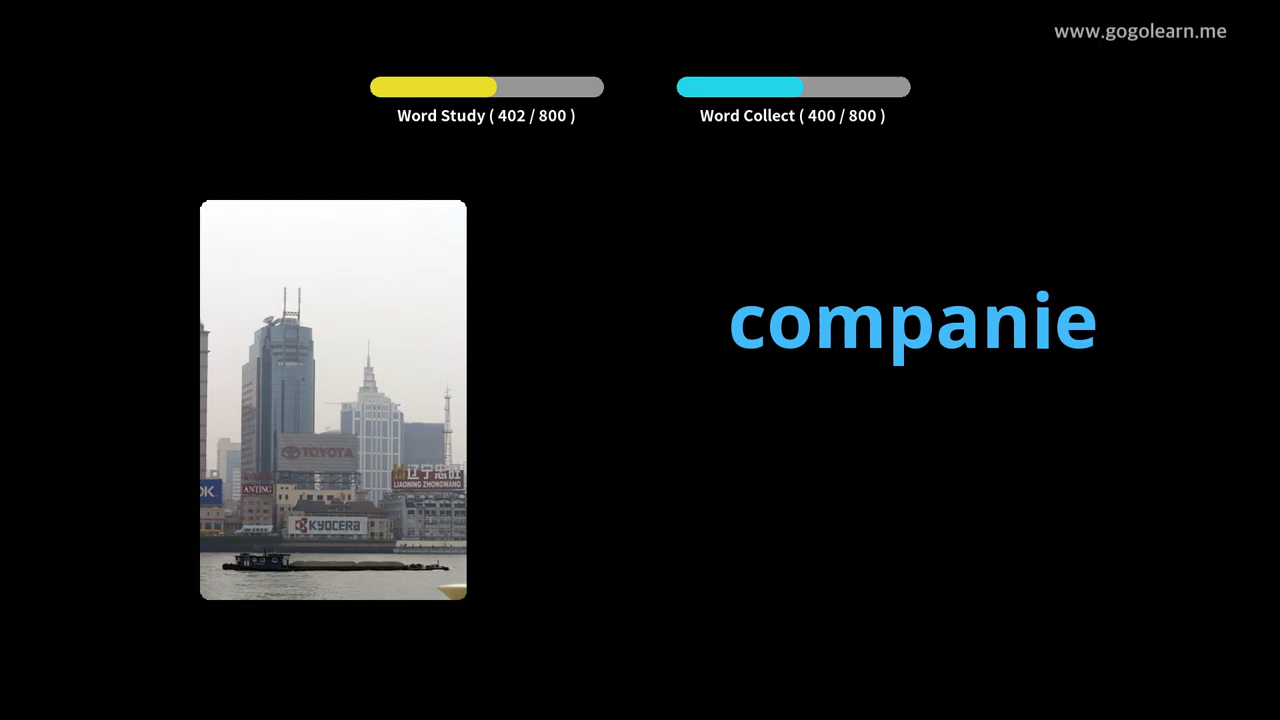 www.gogolearn.me
Word Study ( 402 / 800 )
Word Collect ( 400 / 800 )
companie
TOYOTA
辽宁忠旺
LIAONING ZHONGWANG
OK
ANTING
KYOCERA